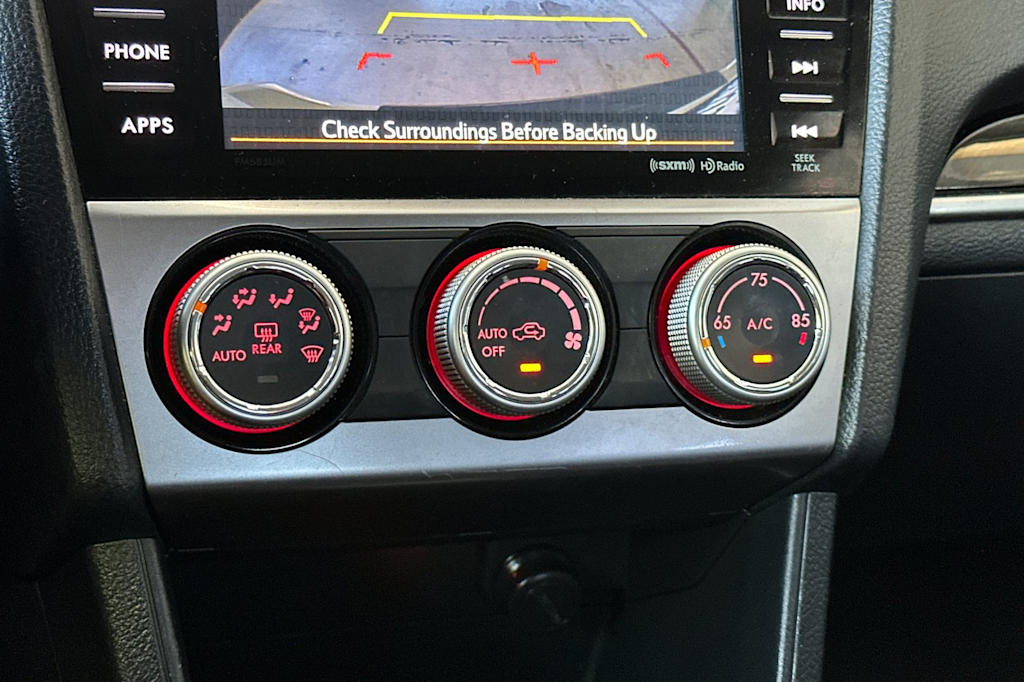 INFO
PHONE
APPS
Check Surroundings Before Backing Up
((sxm)) HD Radio
SEEK
TRACK
AUTO
REAR
AUTO
OFF
75
65
A/C
85